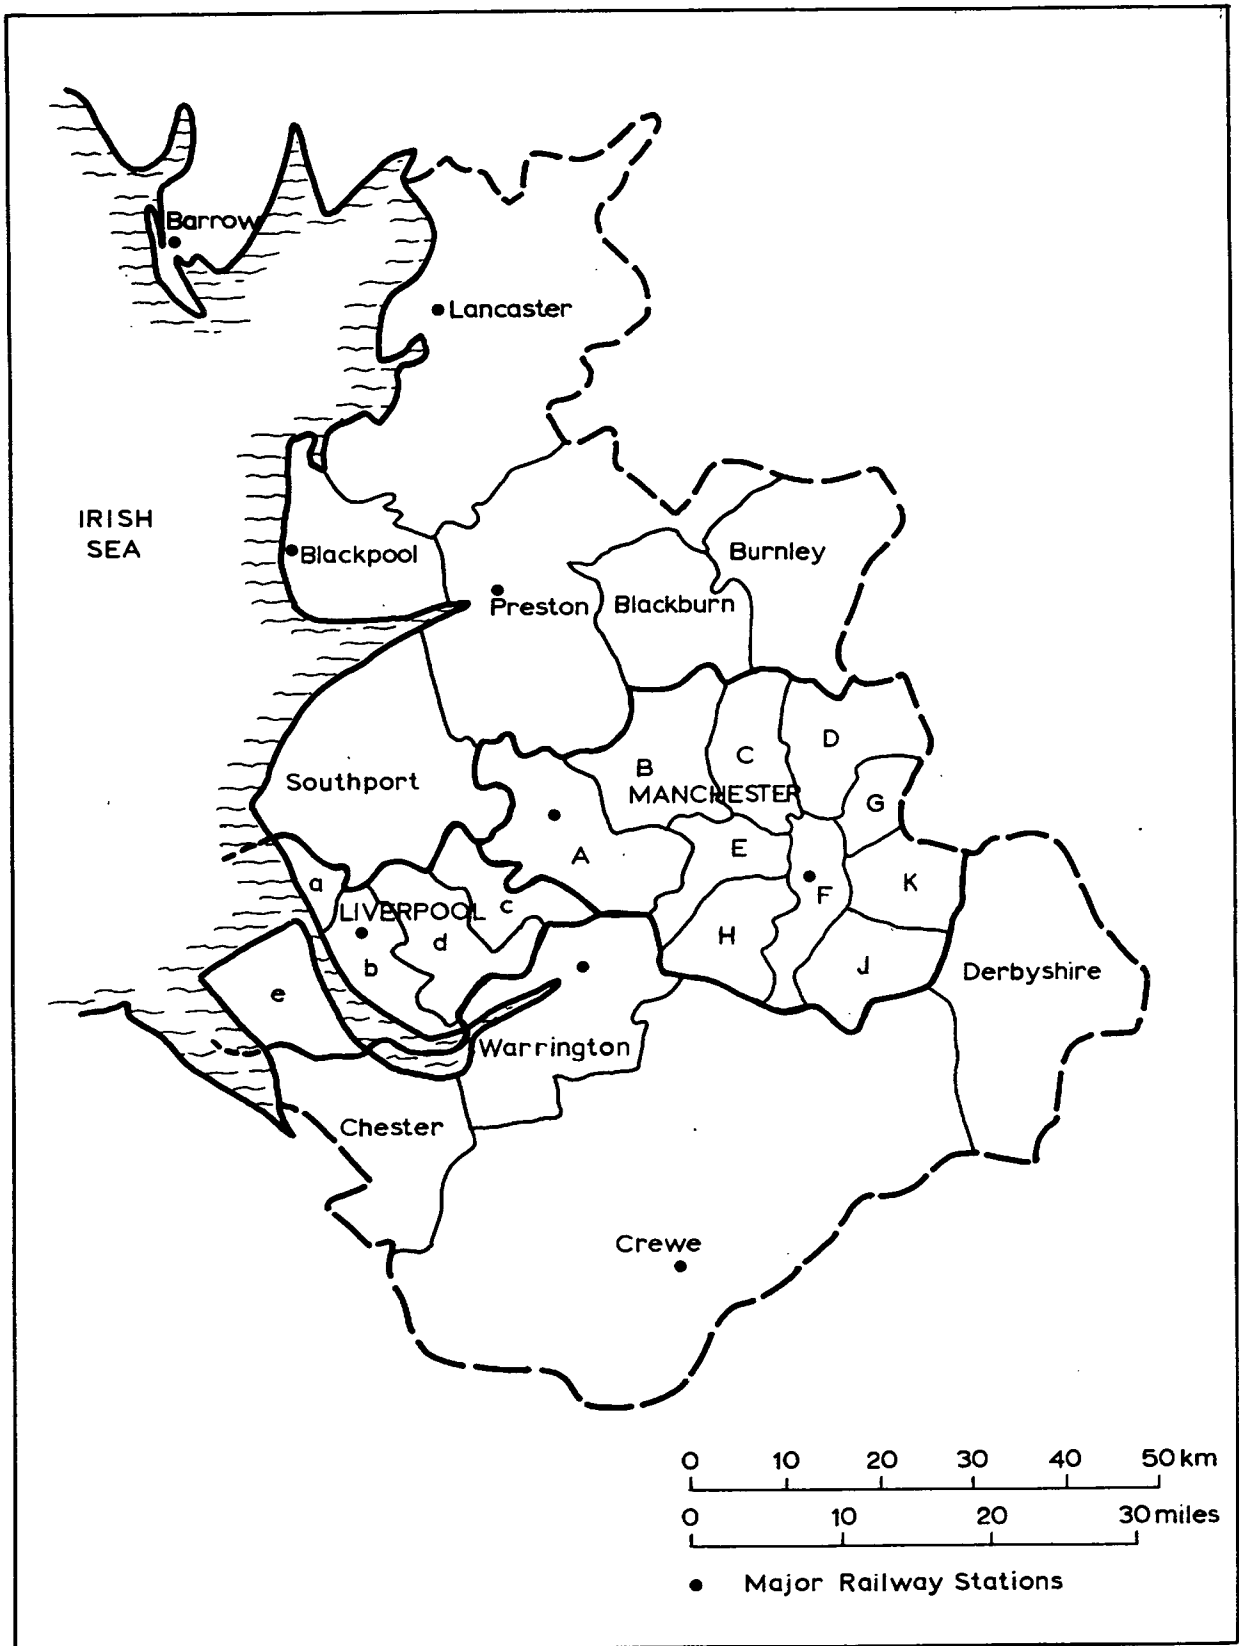 Barrow
Lancaster
IRISH
SEA
Blackpool
Burnley
Preston
Blackburn
Southport
B
C
D
MANCHESTER
G
A
E
K
F
a
LIVERPOOL
c
d
b
H
J
Derbyshire
e
Warrington
Chester
Crewe
0 10 20 30 40 50 km
0 10 20 30 miles
Major Railway Stations